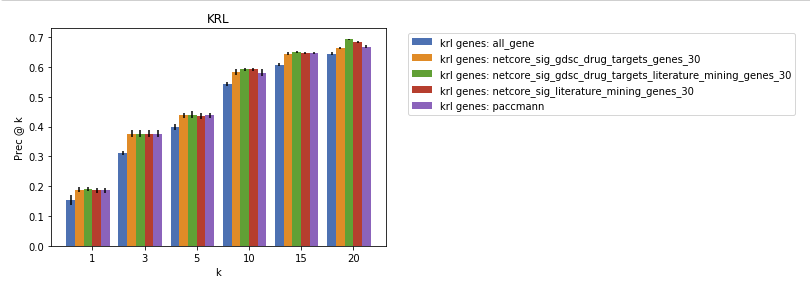 KRL
0.7
0.6
0.5
0.4
0.3
0.2
0.1
0.0
Prec @ k
1 3 5 10 15 20
k
krl genes: all_gene
krl genes: netcore_sig_gdsc_drug_targets_genes_30
krl genes: netcore_sig_gdsc_drug_targets_literature_mining_genes_30
krl genes: netcore_sig_literature_mining_genes_30
krl genes: paccmann